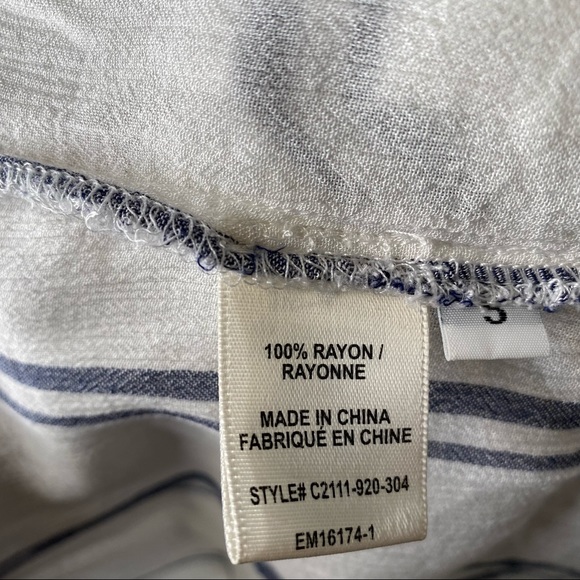 100% RAYON /
RAYONNE
MADE IN CHINA
FABRIQUÉ EN CHINE
STYLE# C2111-920-304
EM16174-1